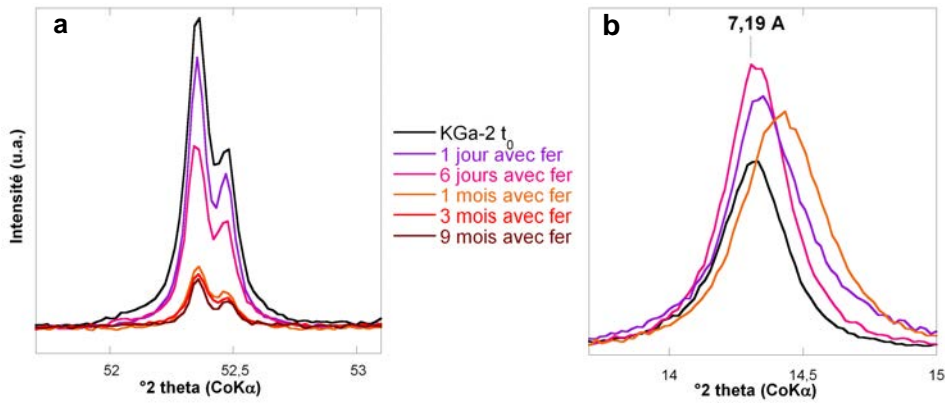 a
Intensité (u.a.)
52
52,5
53
°2 theta (CoKα)
KGa-2 t0
1 jour avec fer
6 jours avec fer
1 mois avec fer
3 mois avec fer
9 mois avec fer
b
7,19 A
14
14,5
15
°2 theta (CoKα)